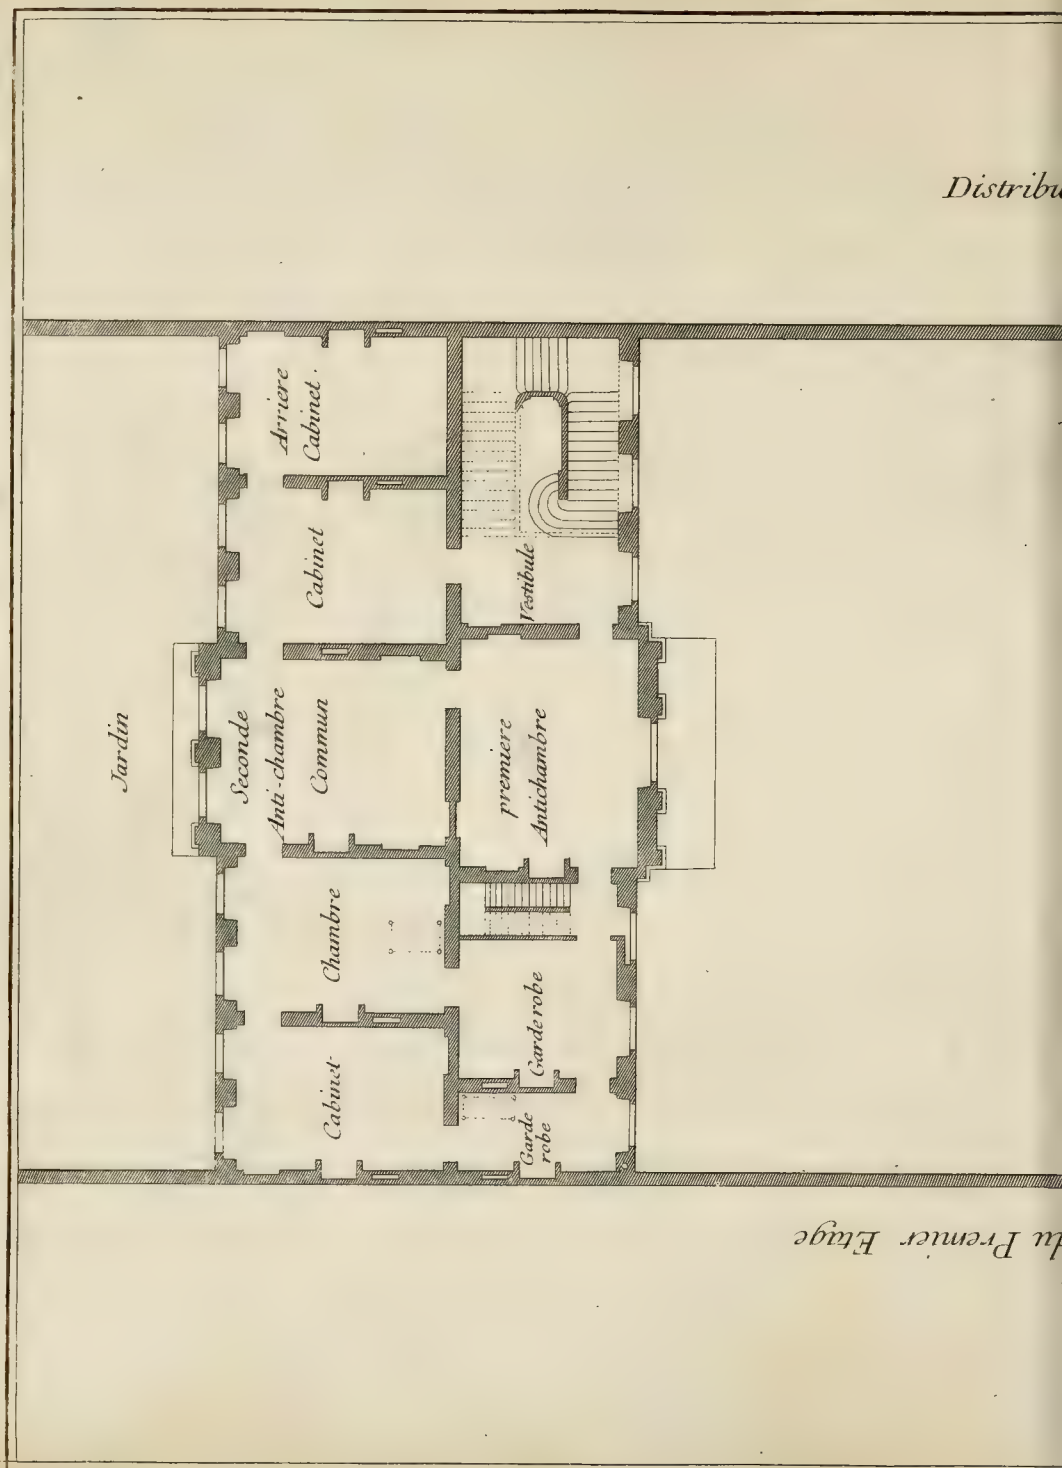 Distribu
Jardin
Arriere
Cabinet.
Cabinet
Vestibule
Seconde
Anti-chambre
Commun
premiere
Antichambre
Chambre
Garde robe
Cabinet
Garde
robe
du Premier Etage